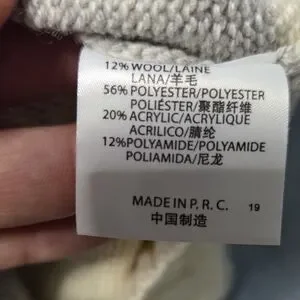 12% WOOL/LAINE
LANA/羊毛
56% POLYESTER/POLYESTER
POLIÉSTER/聚酯纤维
20% ACRYLIC/ACRYLIQUE
ACRILICO/腈纶
12%POLYAMIDE/POLYAMIDE
POLIAMIDA/尼龙
MADE IN P. R. C. 19
中国制造